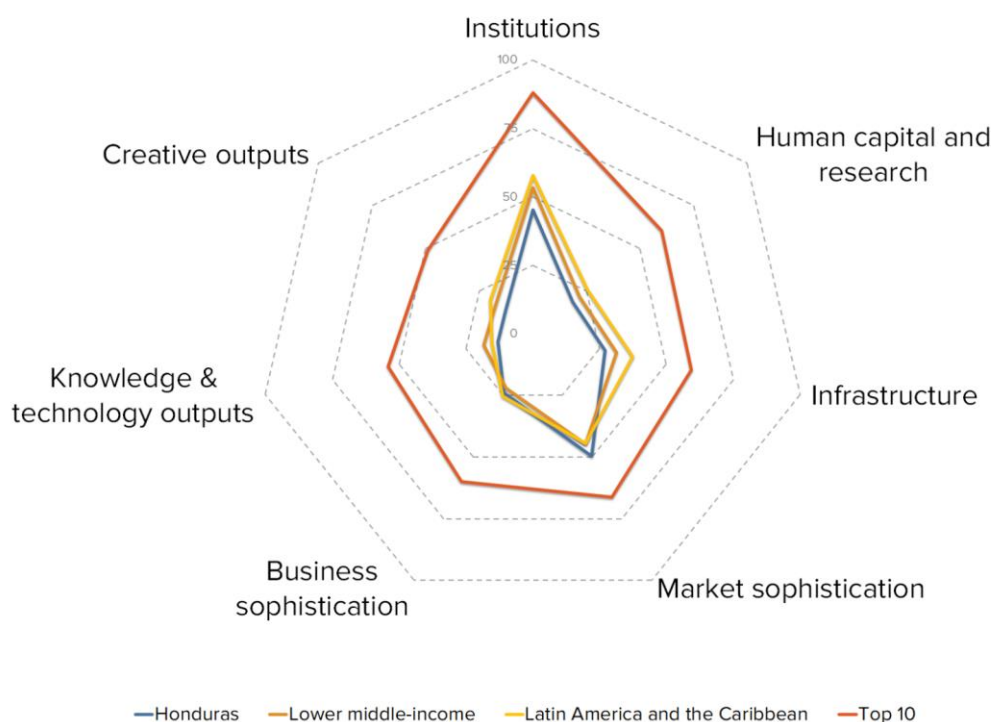 Institutions
100
75
50
25
0
Human capital and
research
Infrastructure
Market sophistication
Business
sophistication
Knowledge &
technology outputs
Creative outputs
Honduras
Lower middle-income
Latin America and the Caribbean
Top 10